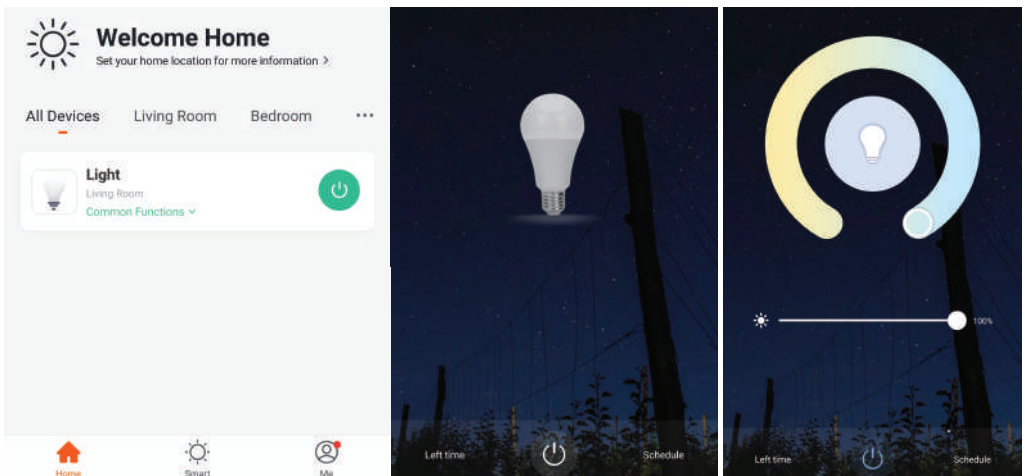 Welcome Home
Set your home location for more information >
All Devices Living Room Bedroom •••
Light
Living Room
Common Functions
Home Smart Me
Left time Schedule
100%
Left time Schedule